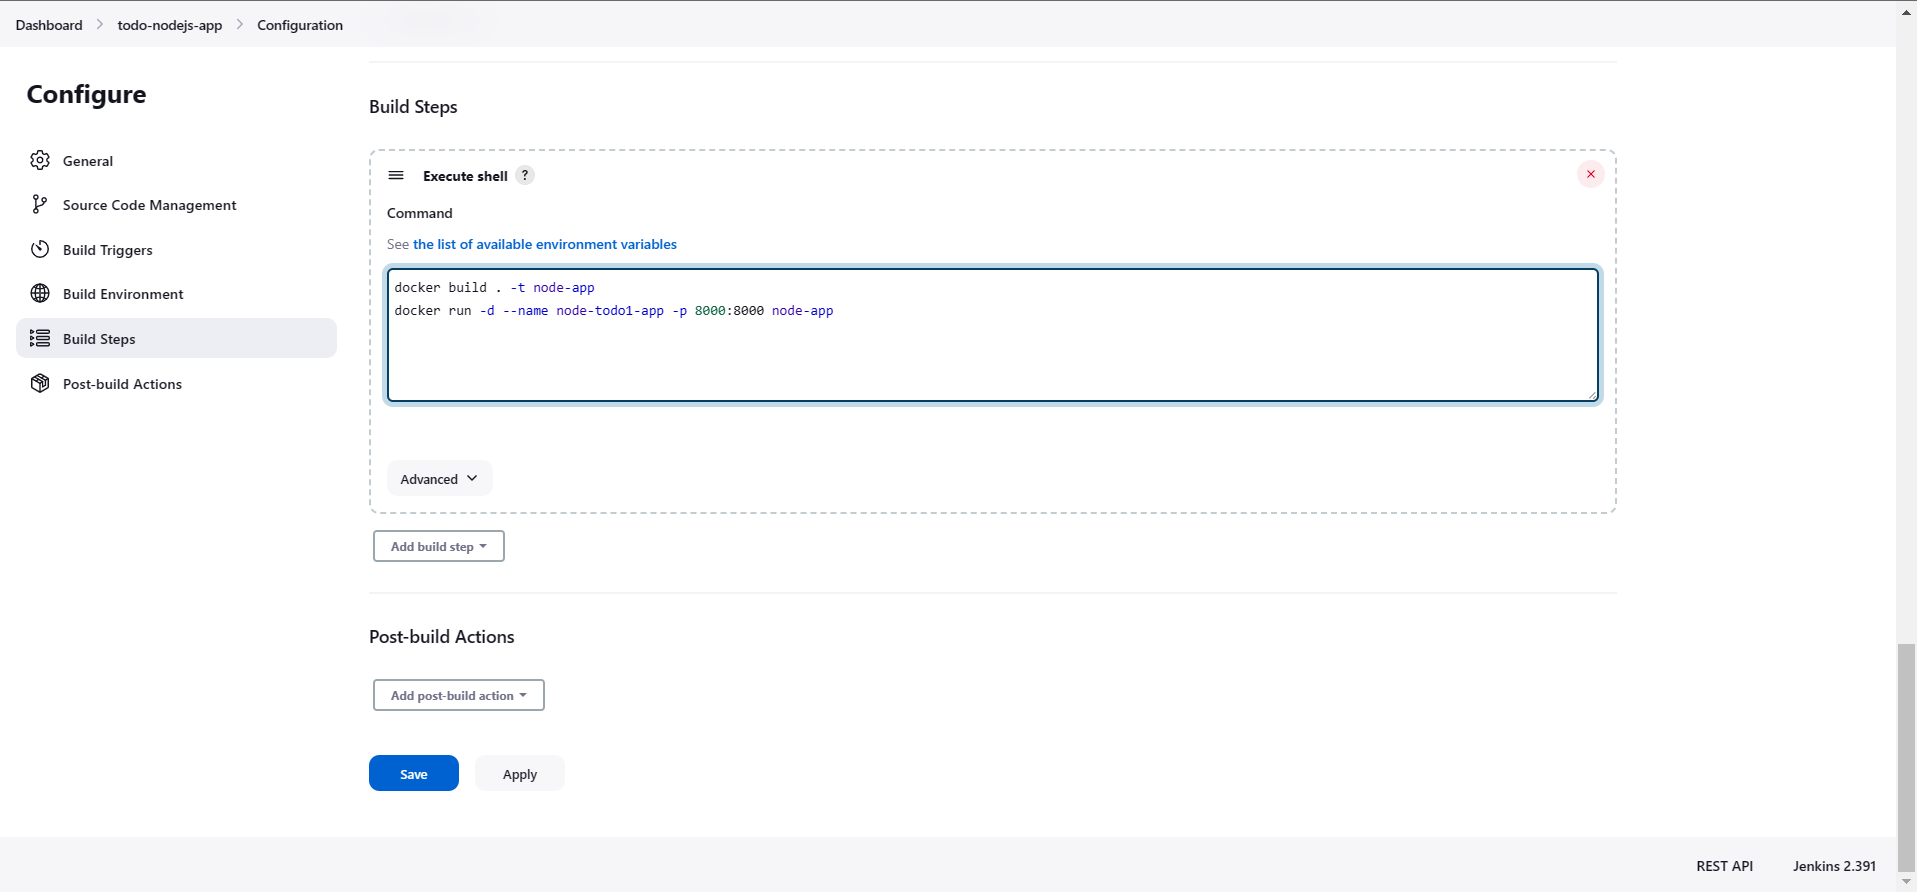 Dashboard > todo-nodejs-app > Configuration
Configure
General
Source Code Management
Build Triggers
Build Environment
Build Steps
Post-build Actions
Build Steps
Execute shell ?
Command
See the list of available environment variables
docker build . -t node-app
docker run -d --name node-todo1-app -p 8000:8000 node-app
Advanced
Add build step
Post-build Actions
Add post-build action
Save
Apply
REST API
Jenkins 2.391